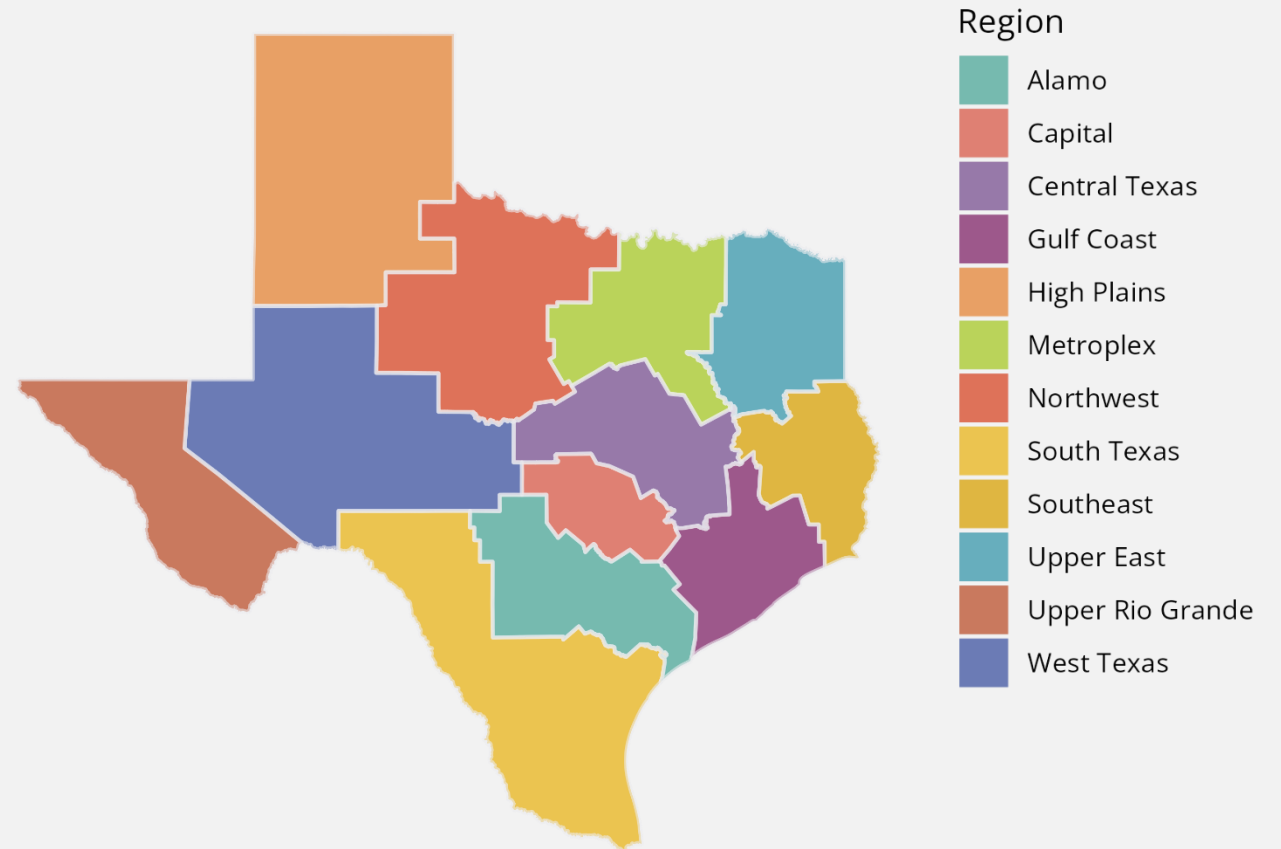 Region
Alamo
Capital
Central Texas
Gulf Coast
High Plains
Metroplex
Northwest
South Texas
Southeast
Upper East
Upper Rio Grande
West Texas